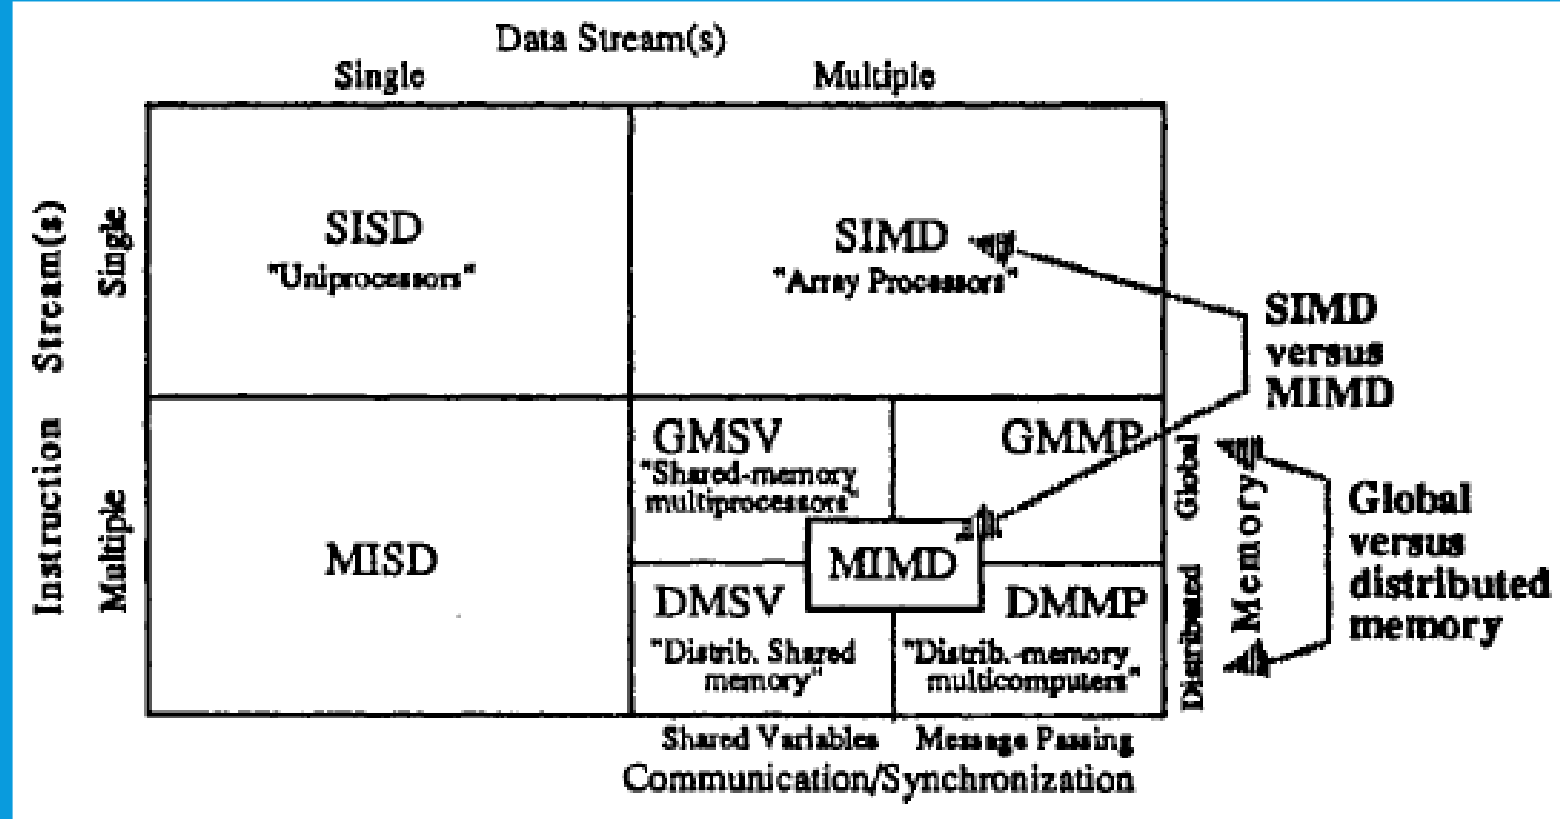 Data Stream(s)
Single
Multiple
Instruction Stream(s)
Single
Multiple
SISD
"Uniprocessors"
SIMD
"Array Processors"
SIMD
versus
MIMD
MISD
GMSV
"Shared-memory
multiprocessors"
GMMP
MIMD
DMSV
"Distrib. Shared
memory"
DMMP
"Distrib.-memory
multicomputers"
Global
Distributed
Memory
Global
versus
distributed
memory
Shared Variables
Message Passing
Communication/Synchronization